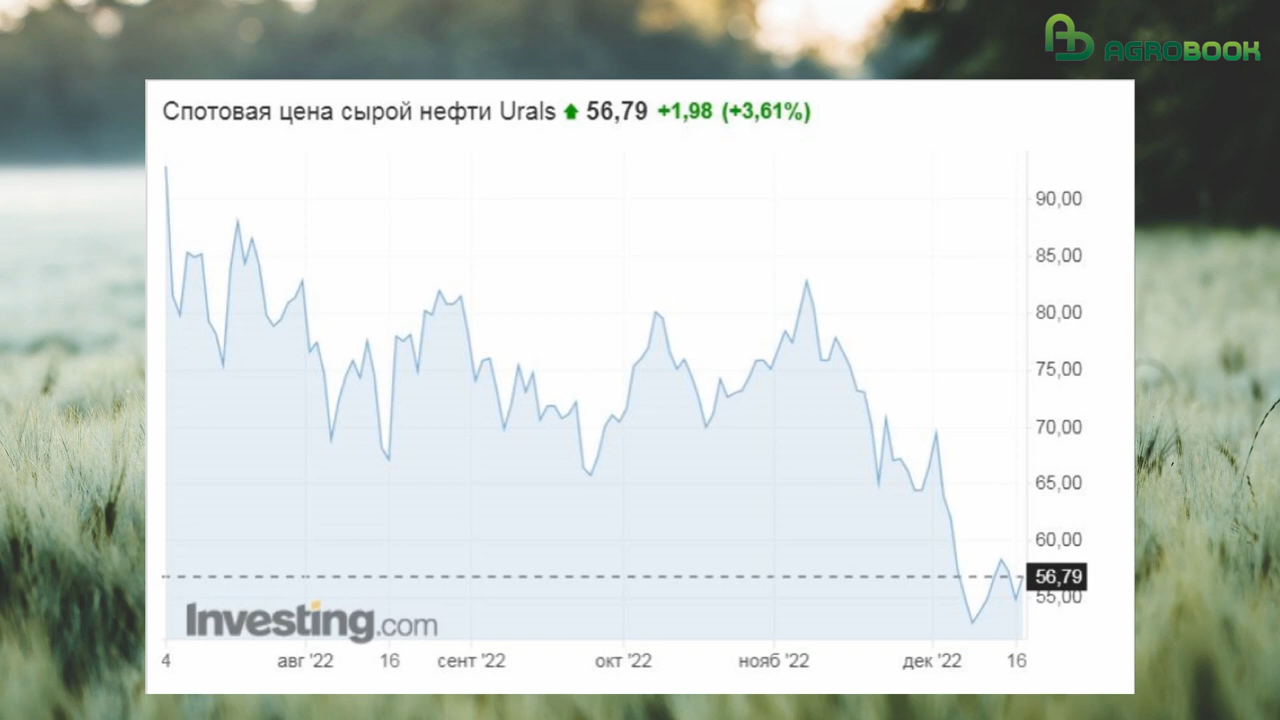 AGROBOOK
Спотовая цена сырой нефти Urals 56,79 +1,98 (+3,61%)
90,00
85,00
80,00
75,00
70,00
65,00
60,00
56,79
55,00
Investing.com
4 авг '22 16 сент '22 окт '22 нояб '22 дек '22 16